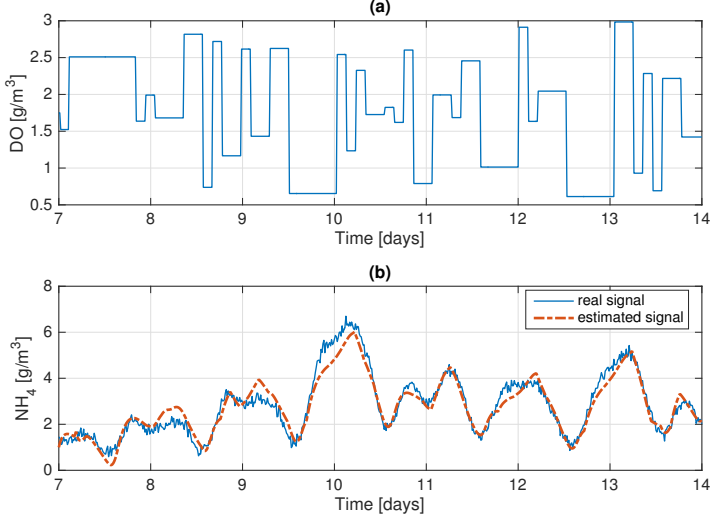 (a)
3
2.5
2
1.5
1
0.5
DO [g/m³]
7 8 9 10 11 12 13 14
Time [days]
(b)
8
6
4
2
0
NH₄ [g/m³]
real signal
estimated signal
7 8 9 10 11 12 13 14
Time [days]